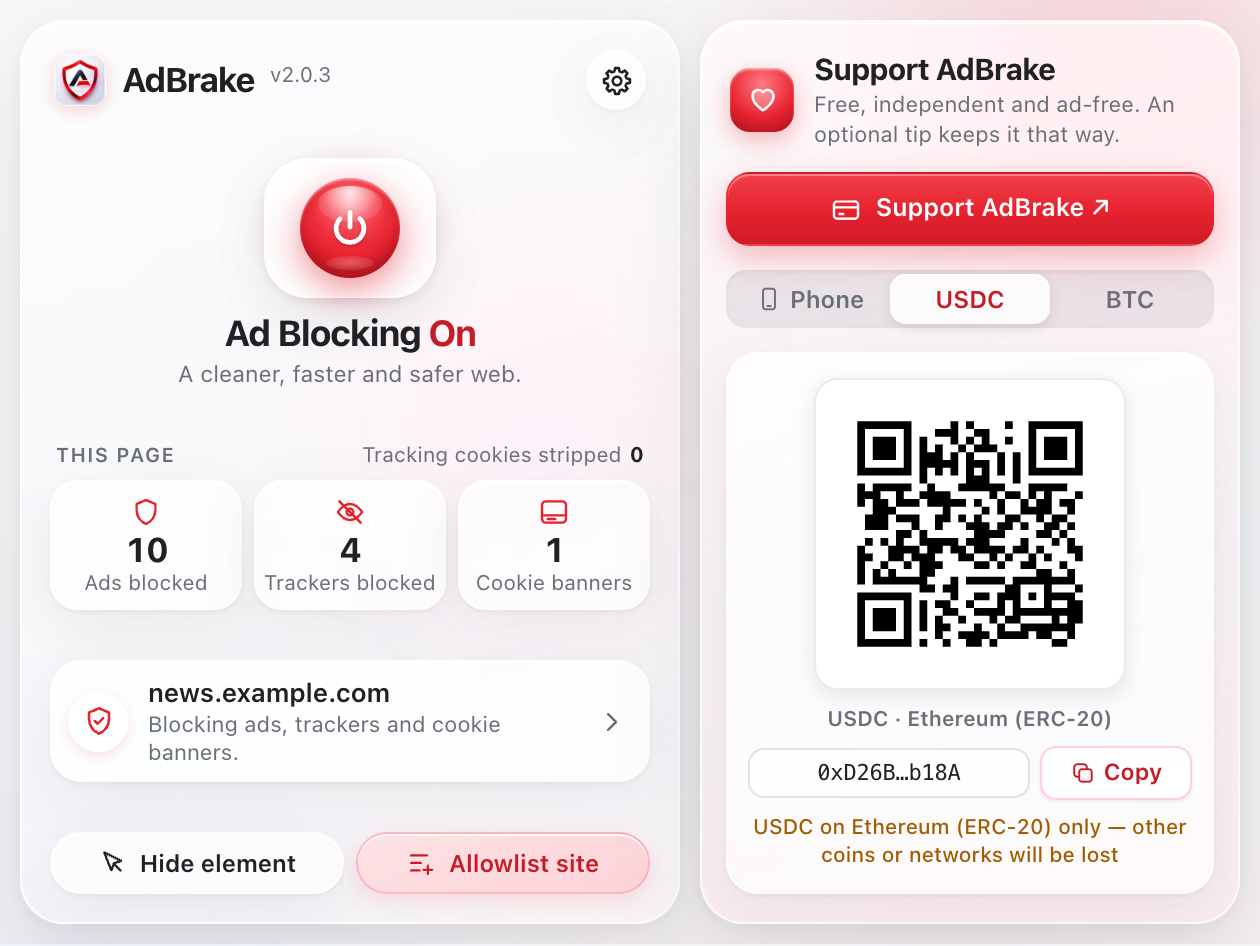 AdBrake v2.0.3
Ad Blocking On
A cleaner, faster and safer web.
THIS PAGE
Tracking cookies stripped 0
10
Ads blocked
4
Trackers blocked
1
Cookie banners
news.example.com
Blocking ads, trackers and cookie
banners.
Hide element
Allowlist site
Support AdBrake
Free, independent and ad-free. An
optional tip keeps it that way.
Support AdBrake ↗
Phone
USDC
BTC
USDC · Ethereum (ERC-20)
0xD26B…b18A
Copy
USDC on Ethereum (ERC-20) only — other
coins or networks will be lost